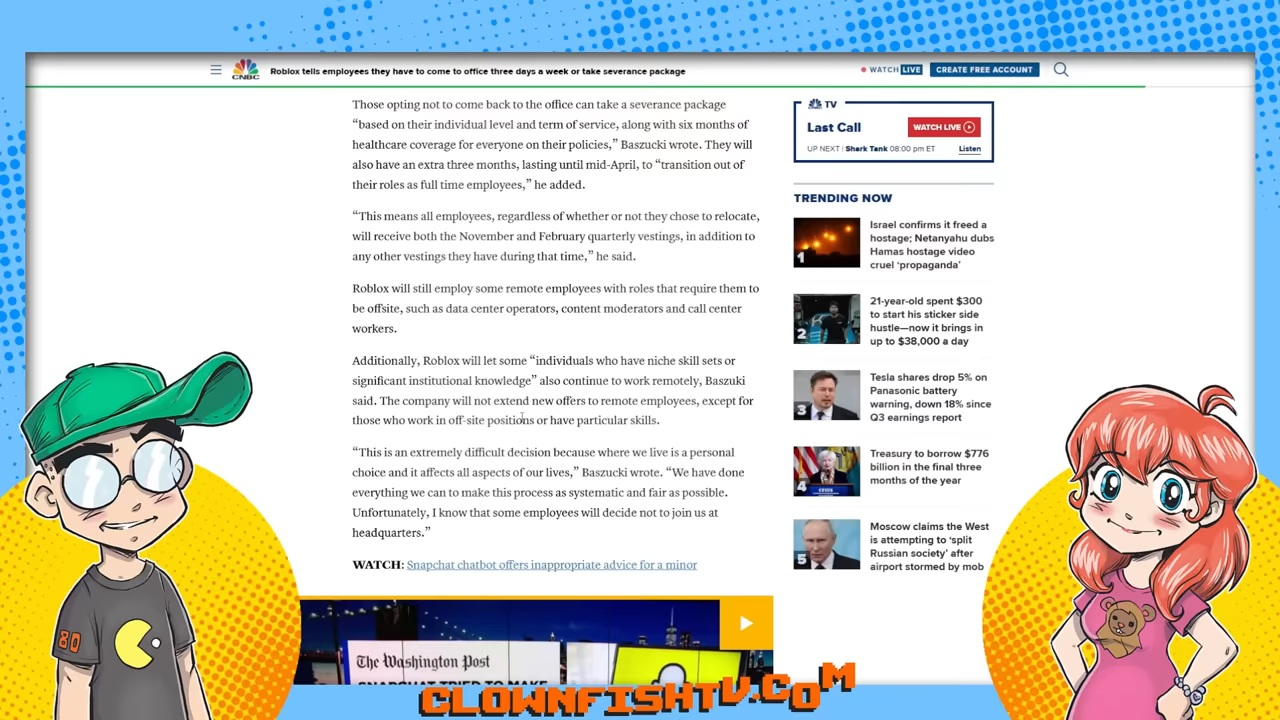 CNBC
Roblox tells employees they have to come to office three days a week or take severance package
WATCH LIVE
CREATE FREE ACCOUNT
Those opting not to come back to the office can take a severance package
“based on their individual level and term of service, along with six months of
healthcare coverage for everyone on their policies,” Baszucki wrote. They will
also have an extra three months, lasting until mid-April, to “transition out of
their roles as full time employees,” he added.
“This means all employees, regardless of whether or not they chose to relocate,
will receive both the November and February quarterly vestings, in addition to
any other vestings they have during that time,” he said.
Roblox will still employ some remote employees with roles that require them to
be offsite, such as data center operators, content moderators and call center
workers.
Additionally, Roblox will let some “individuals who have niche skill sets or
significant institutional knowledge” also continue to work remotely, Baszuki
said. The company will not extend new offers to remote employees, except for
those who work in off-site positions or have particular skills.
“This is an extremely difficult decision because where we live is a personal
choice and it affects all aspects of our lives,” Baszucki wrote. “We have done
everything we can to make this process as systematic and fair as possible.
Unfortunately, I know that some employees will decide not to join us at
headquarters.”
WATCH: Snapchat chatbot offers inappropriate advice for a minor
The Washington Post
SNAPCHAT TRIED TO MAKE
TV
Last Call
WATCH LIVE
UP NEXT | Shark Tank 08:00 pm ET
Listen
TRENDING NOW
1
Israel confirms it freed a
hostage; Netanyahu dubs
Hamas hostage video
cruel ‘propaganda’
2
21-year-old spent $300
to start his sticker side
hustle—now it brings in
up to $38,000 a day
3
Tesla shares drop 5% on
Panasonic battery
warning, down 18% since
Q3 earnings report
4
Treasury to borrow $776
billion in the final three
months of the year
5
Moscow claims the West
is attempting to ‘split
Russian society’ after
airport stormed by mob
80
CLOWNFISHTV.COM